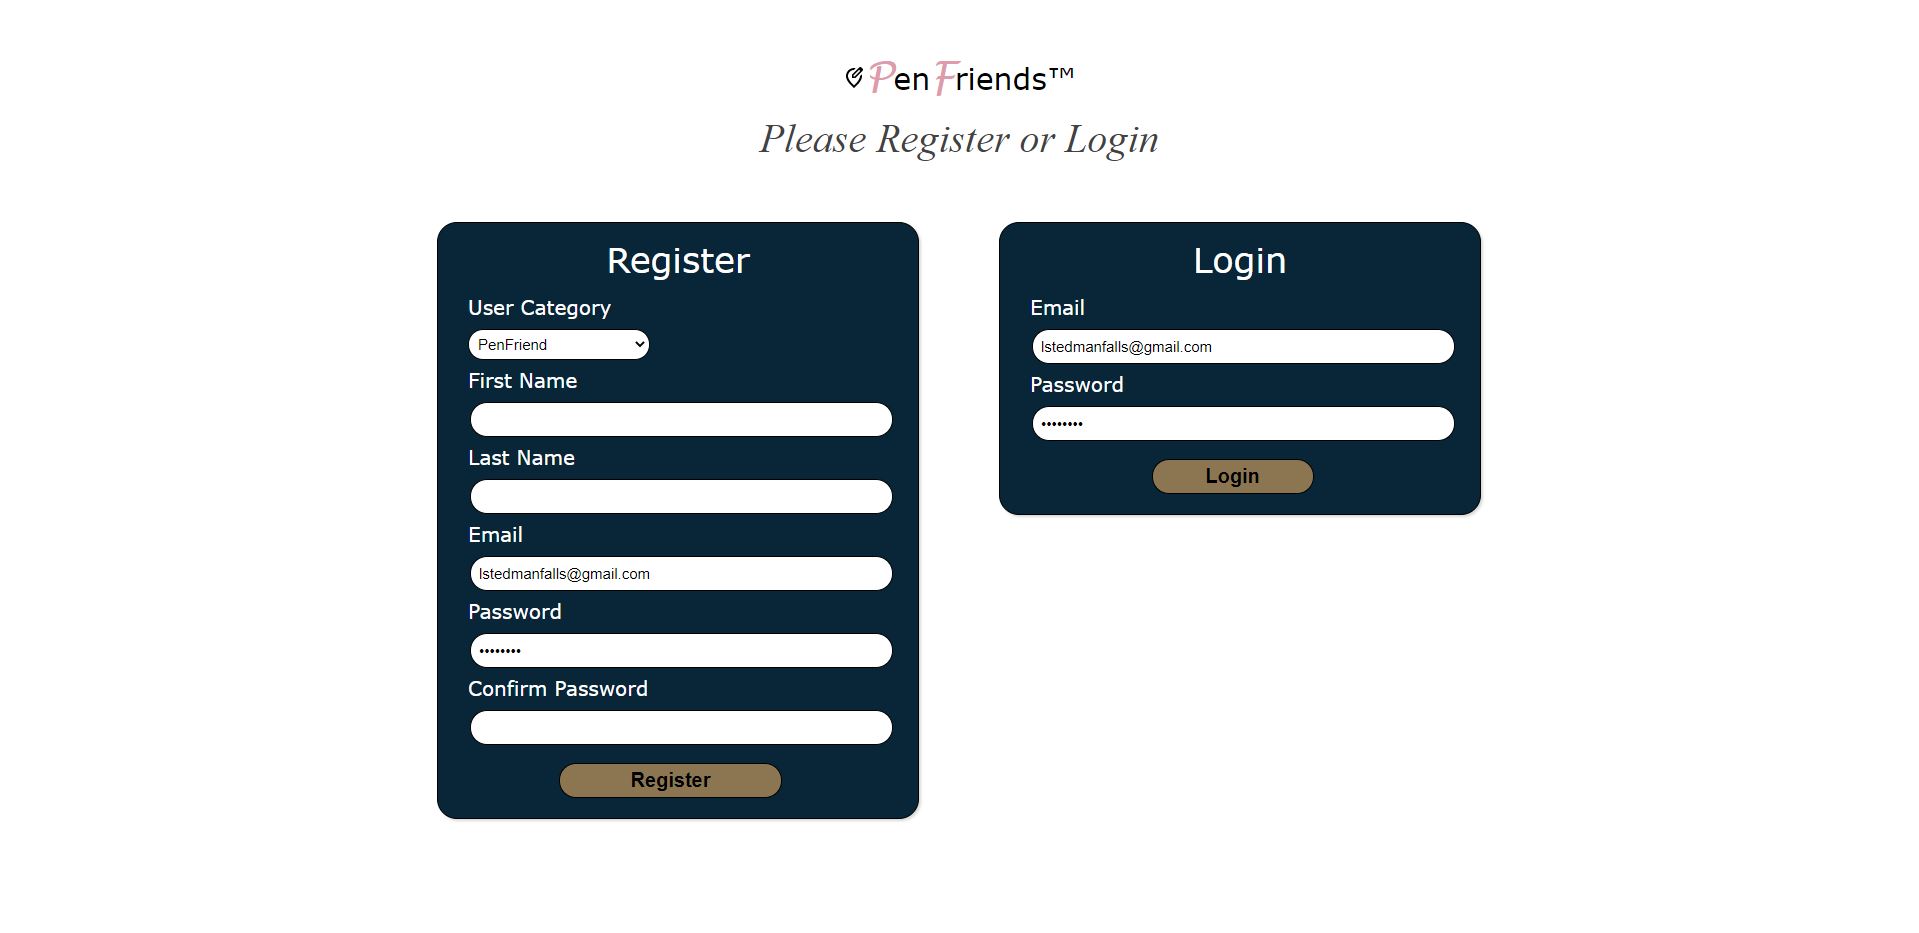 PenFriends™
Please Register or Login
Register
User Category
PenFriend
First Name
Last Name
Email
lstedmanfalls@gmail.com
Password
••••••••
Confirm Password
Register
Login
Email
lstedmanfalls@gmail.com
Password
••••••••
Login